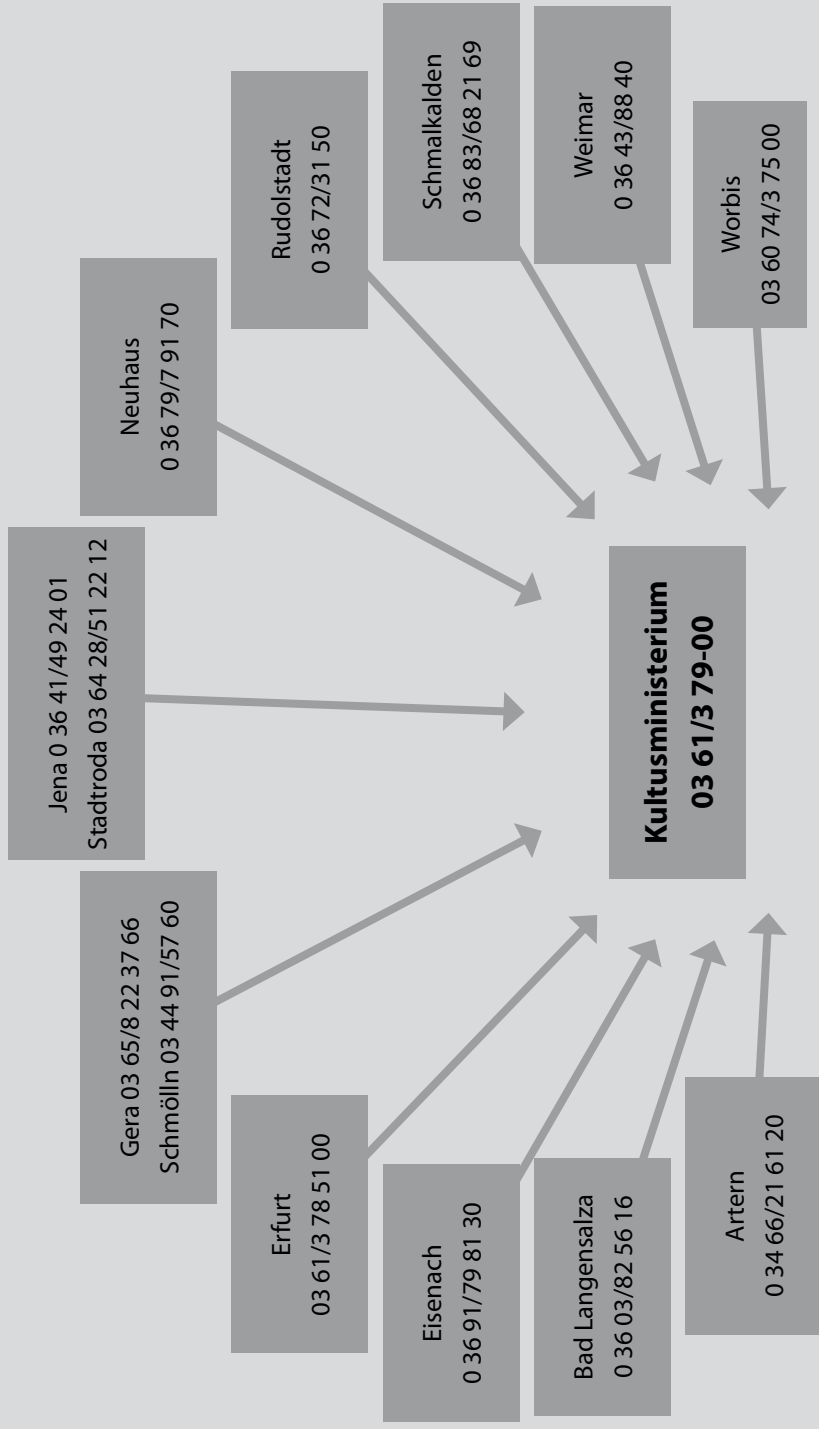 Jena 0 36 41/49 24 01
Stadtroda 03 64 28/51 22 12
Gera 03 65/8 22 37 66
Schmölln 03 44 91/57 60
Neuhaus
0 36 79/7 91 70
Erfurt
03 61/3 78 51 00
Rudolstadt
0 36 72/31 50
Eisenach
0 36 91/79 81 30
Schmalkalden
0 36 83/68 21 69
Bad Langensalza
0 36 03/82 56 16
Weimar
0 36 43/88 40
Artern
0 34 66/21 61 20
Worbis
03 60 74/3 75 00
Kultusministerium
03 61/3 79-00